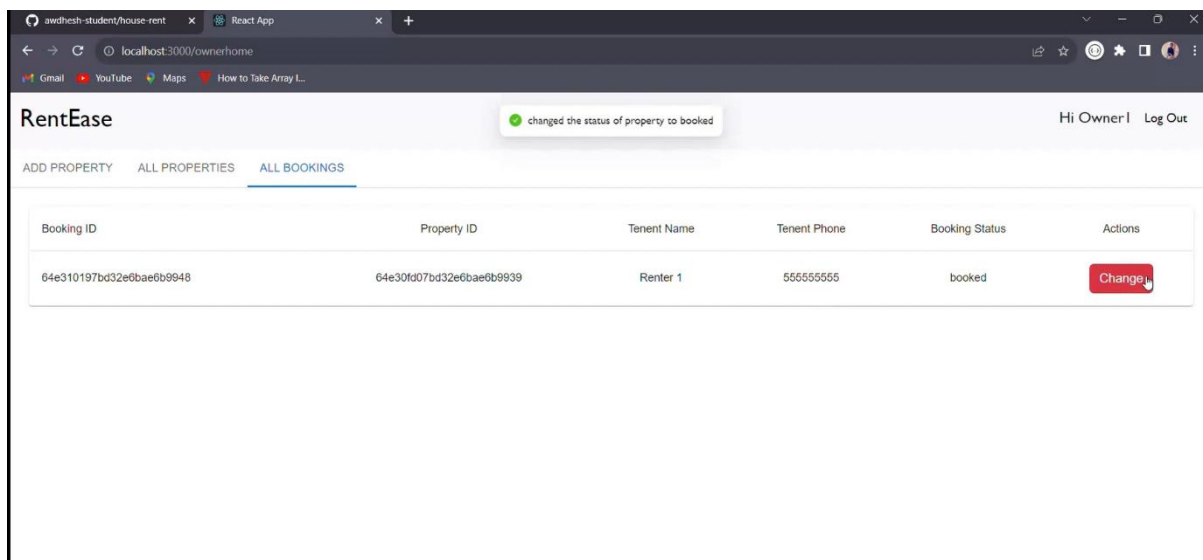 awdhesh-student/house-rent React App
localhost:3000/ownerhome
Gmail YouTube Maps How to Take Array I...
RentEase changed the status of property to booked Hi Owner1 Log Out
ADD PROPERTY ALL PROPERTIES ALL BOOKINGS
Booking ID Property ID Tenent Name Tenent Phone Booking Status Actions
64e310197bd32e6bae6b9948 64e30fd07bd32e6bae6b9939 Renter 1 555555555 booked Change